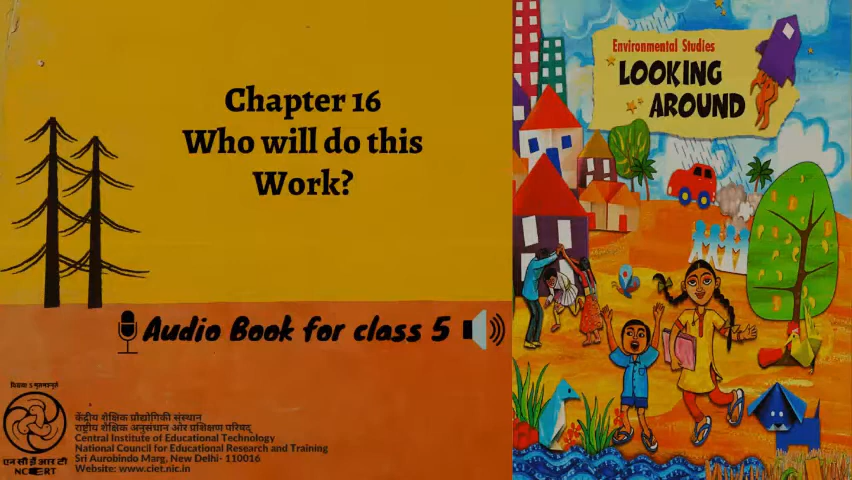 Chapter 16
Who will do this
Work?
Audio Book for class 5
विद्यया ऽ मृतमश्नुते
एन सी ई आर टी
NCERT
केंद्रीय शैक्षिक प्रौद्योगिकी संस्थान
राष्ट्रीय शैक्षिक अनुसंधान और प्रशिक्षण परिषद्
Central Institute of Educational Technology
National Council for Educational Research and Training
Sri Aurobindo Marg, New Delhi- 110016
Website: www.ciet.nic.in
Environmental Studies
LOOKING
AROUND